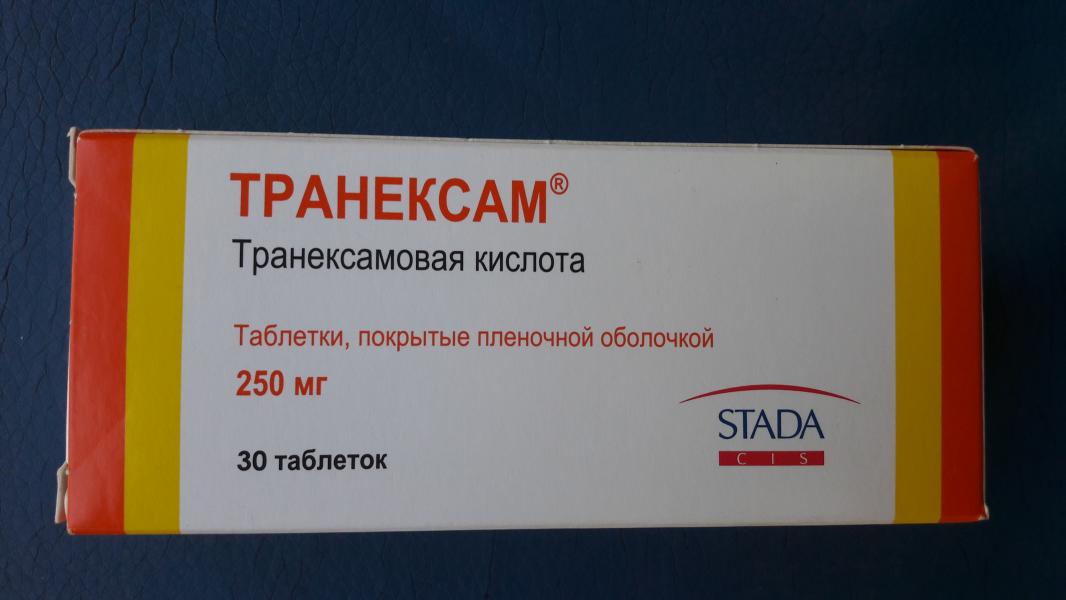 ТРАНЕКСАМ®
Транексамовая кислота
Таблетки, покрытые пленочной оболочкой
250 мг
30 таблеток
STADA
CIS